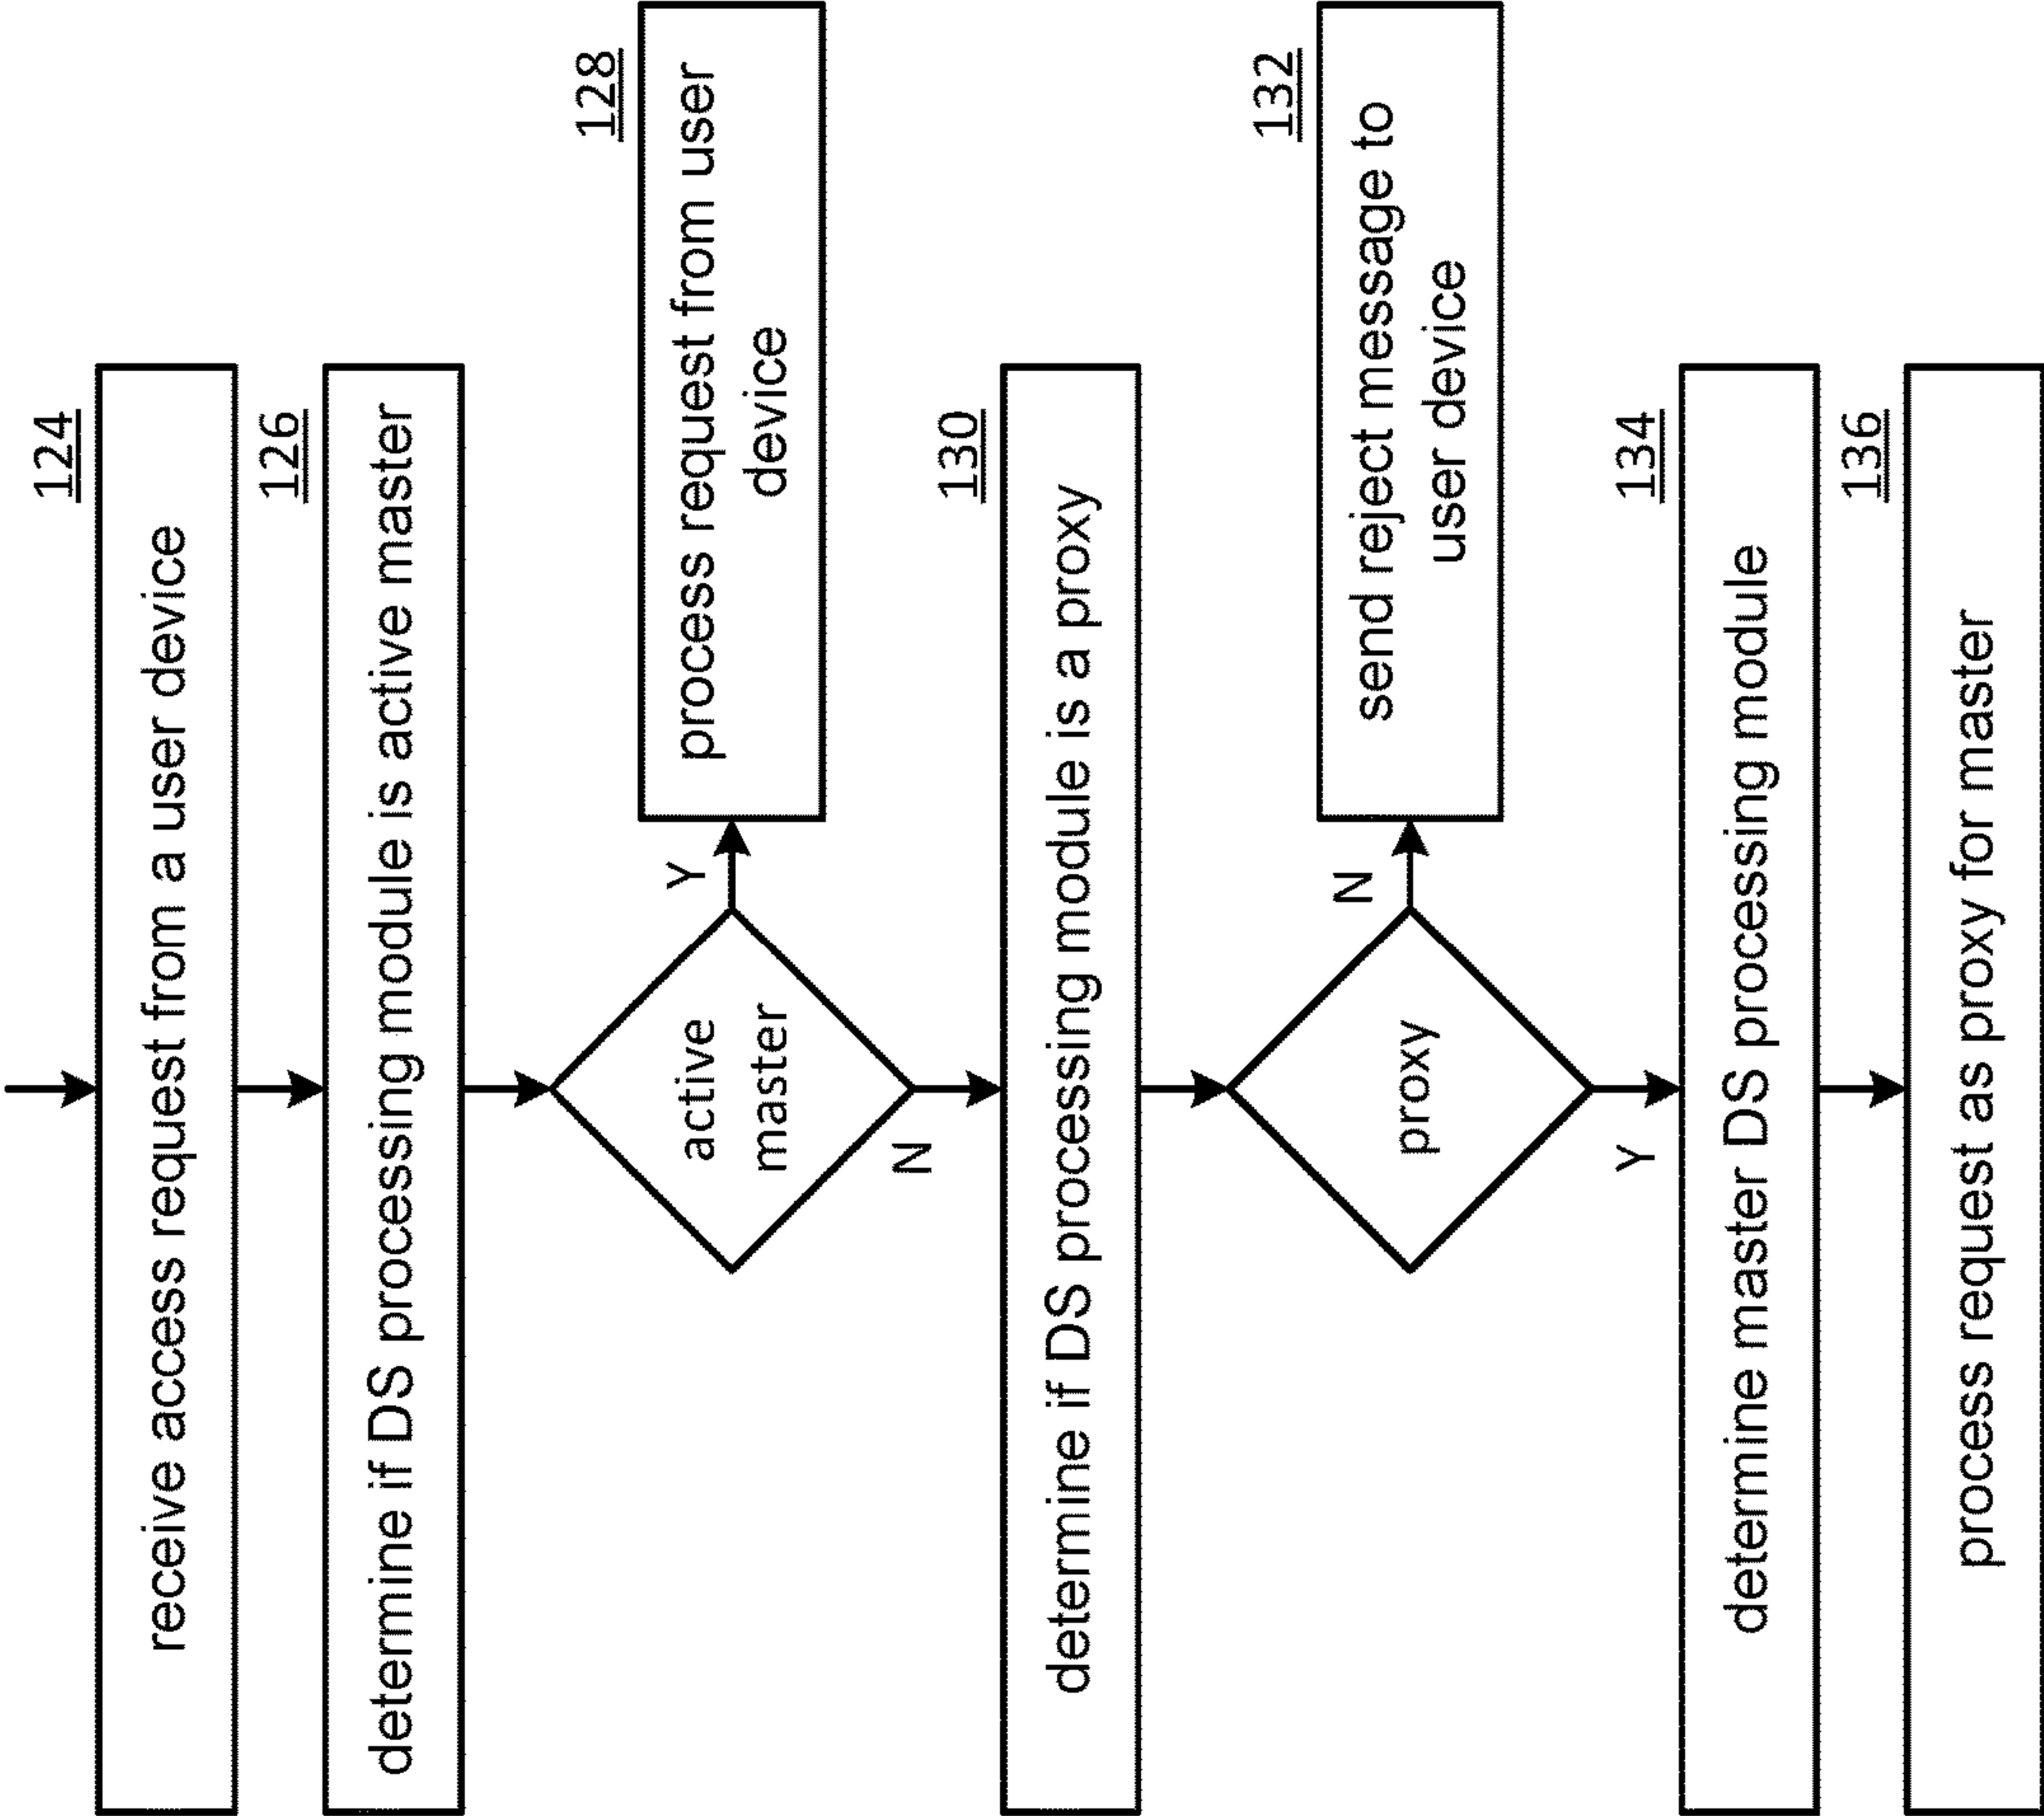 124
receive access request from a user device
126
determine if DS processing module is active master
active
master
Y
N
128
process request from user
device
130
determine if DS processing module is a proxy
proxy
N
Y
132
send reject message to
user device
134
determine master DS processing module
136
process request as proxy for master